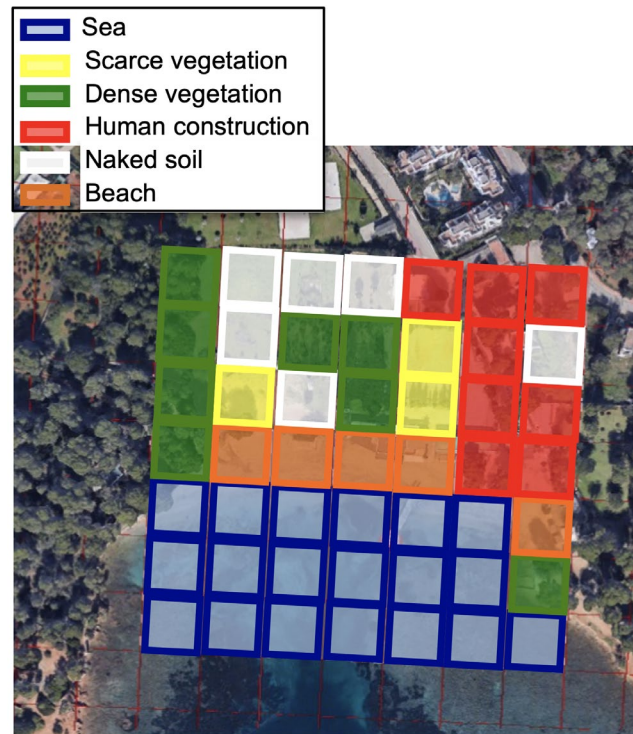 Sea
Scarce vegetation
Dense vegetation
Human construction
Naked soil
Beach